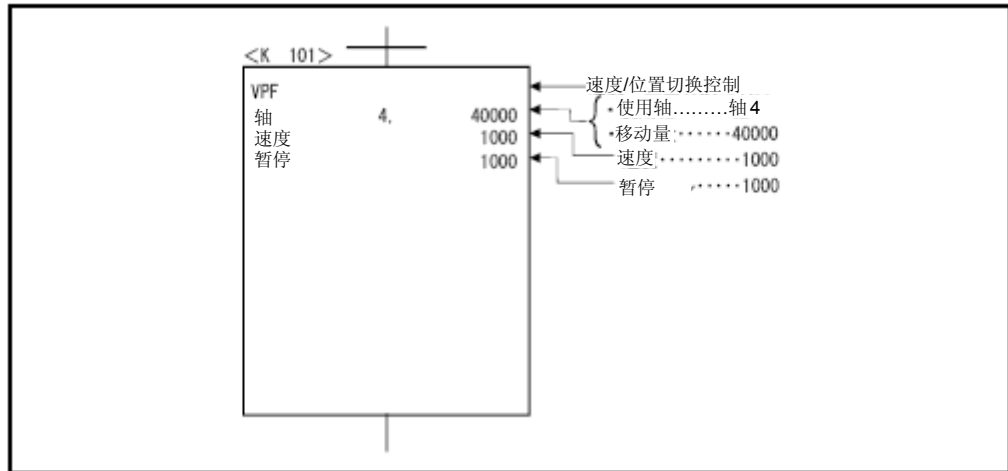 <K 101>
VPF
轴 4, 40000
速度 1000
暂停 1000
速度/位置切换控制
·使用轴.........轴4
·移动量······40000
速度·········1000
暂停 ·····1000